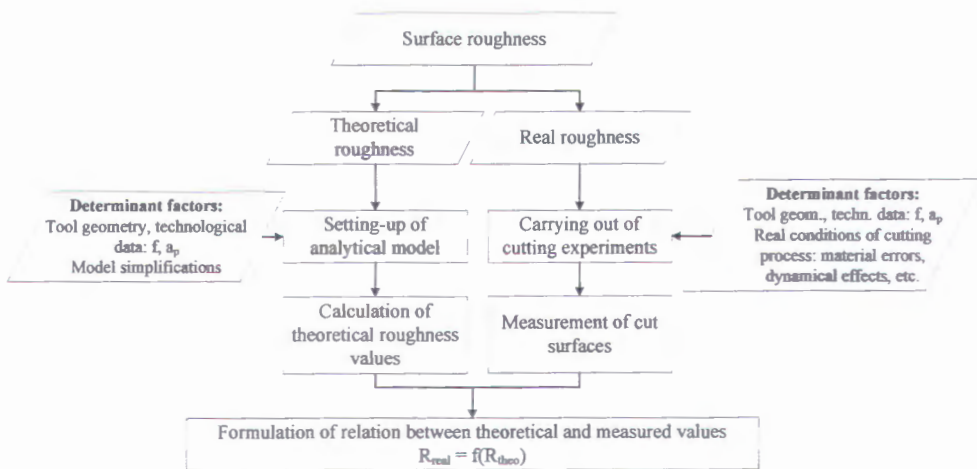 Surface roughness
Theoretical
roughness
Real roughness
Determinant factors:
Tool geometry, technological
data: f, aₚ
Model simplifications
Setting-up of
analytical model
Carrying out of
cutting experiments
Determinant factors:
Tool geom., techn. data: f, aₚ
Real conditions of cutting
process: material errors,
dynamical effects, etc.
Calculation of
theoretical roughness
values
Measurement of cut
surfaces
Formulation of relation between theoretical and measured values
R_real = f(R_theo)